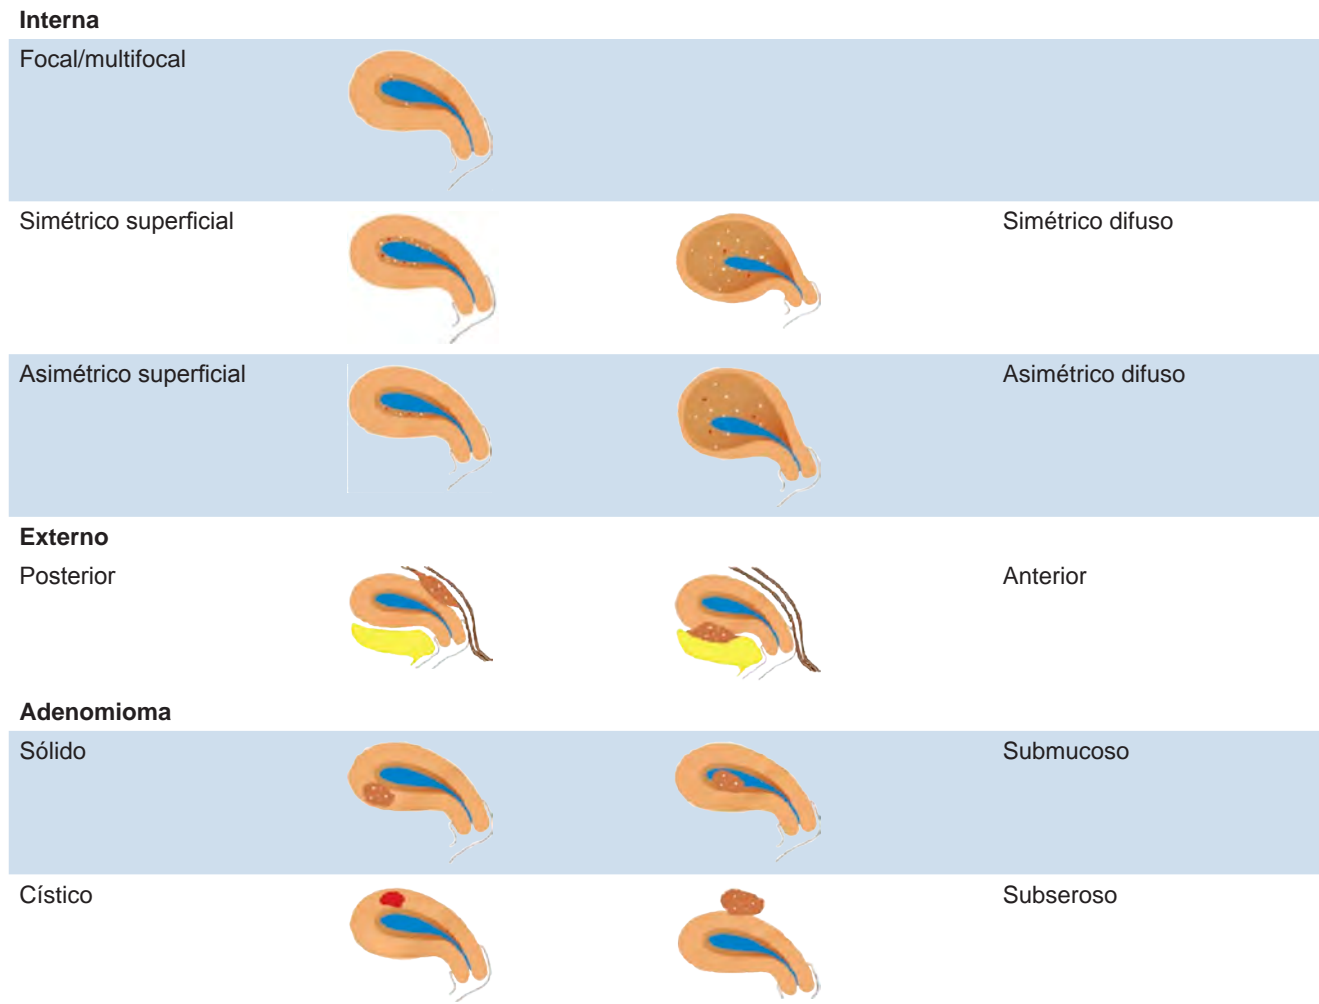 Interna
Focal/multifocal
Simétrico superficial
Simétrico difuso
Asimétrico superficial
Asimétrico difuso
Externo
Posterior
Anterior
Adenomioma
Sólido
Submucoso
Cístico
Subseroso